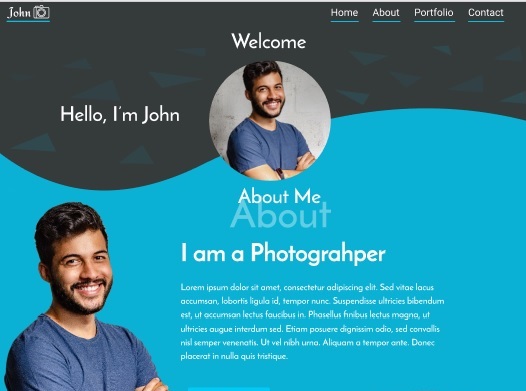 John
Home About Portfolio Contact
Welcome
Hello, I'm John
About Me
About
I am a Photograhper
Lorem ipsum dolor sit amet, consectetur adipiscing elit. Sed vitae lacus
accumsan, lobortis ligula id, tempor nunc. Suspendisse ultricies bibendum
est, ut accumsan lectus faucibus in. Phasellus finibus lectus magna, ut
ultricies augue interdum sed. Etiam posuere dignissim odio, sed convallis
nisl semper venenatis. Ut vel nibh urna. Aliquam a tempor ante. Donec
placerat in nulla quis tristique.